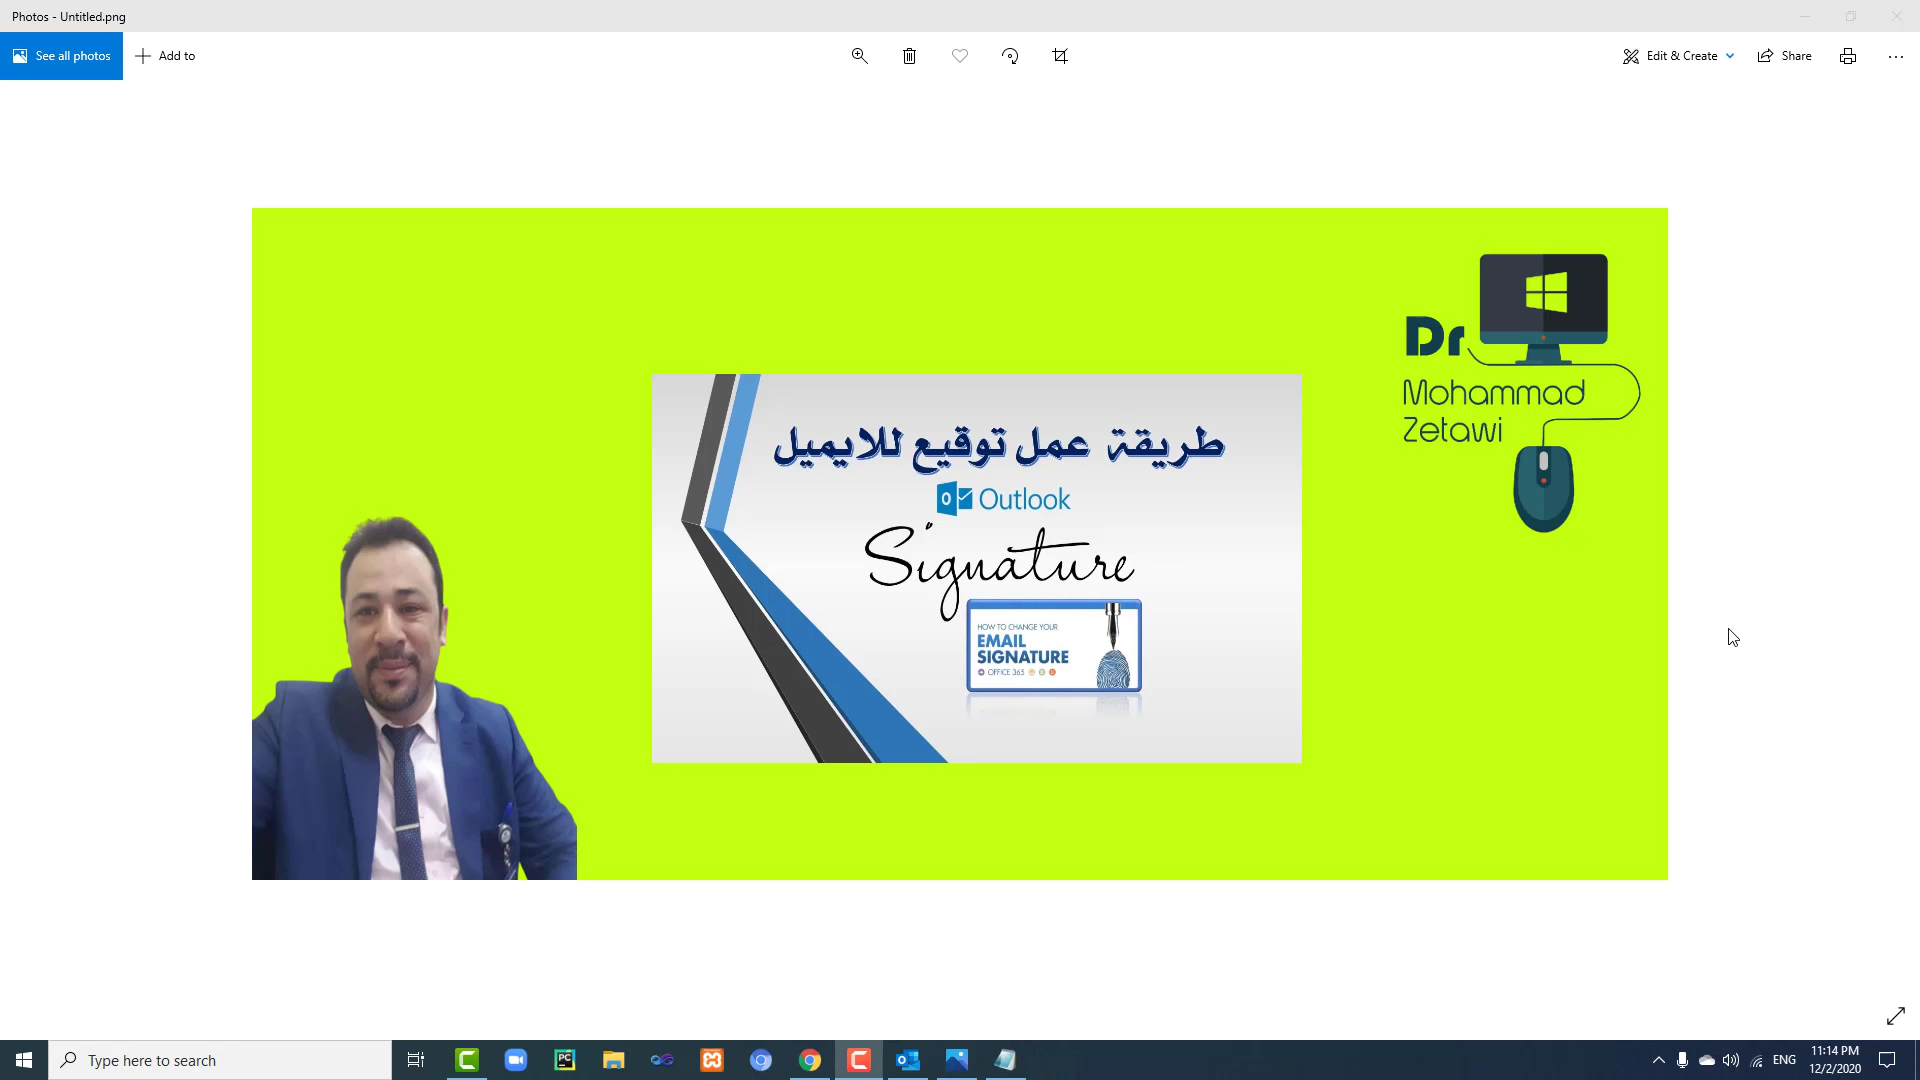 Photos - Untitled.png
See all photos
Add to
Edit & Create
Share
Dr
Mohammad
Zetawi
طريقة عمل توقيع للايميل
Outlook
Signature
HOW TO CHANGE YOUR
EMAIL
SIGNATURE
OFFICE 365
Type here to search
ENG
11:14 PM
12/2/2020